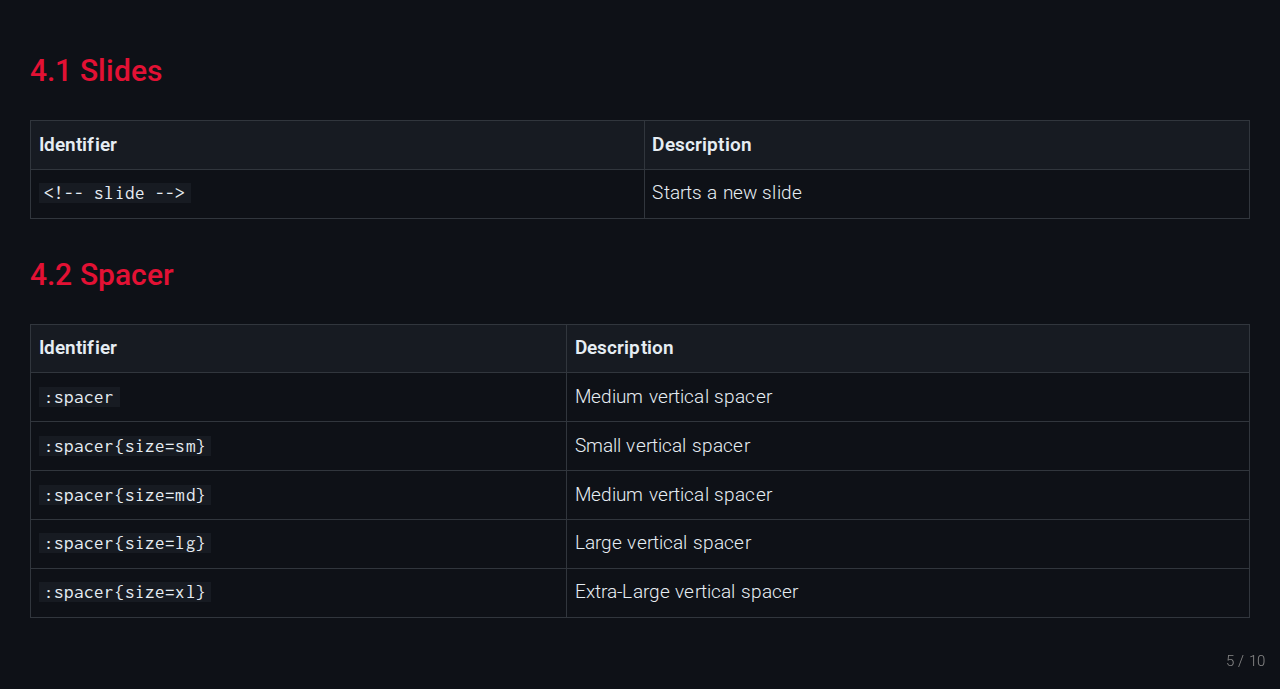 4.1 Slides
Identifier Description
<!-- slide --> Starts a new slide
4.2 Spacer
Identifier Description
:spacer Medium vertical spacer
:spacer{size=sm} Small vertical spacer
:spacer{size=md} Medium vertical spacer
:spacer{size=lg} Large vertical spacer
:spacer{size=xl} Extra-Large vertical spacer
5 / 10